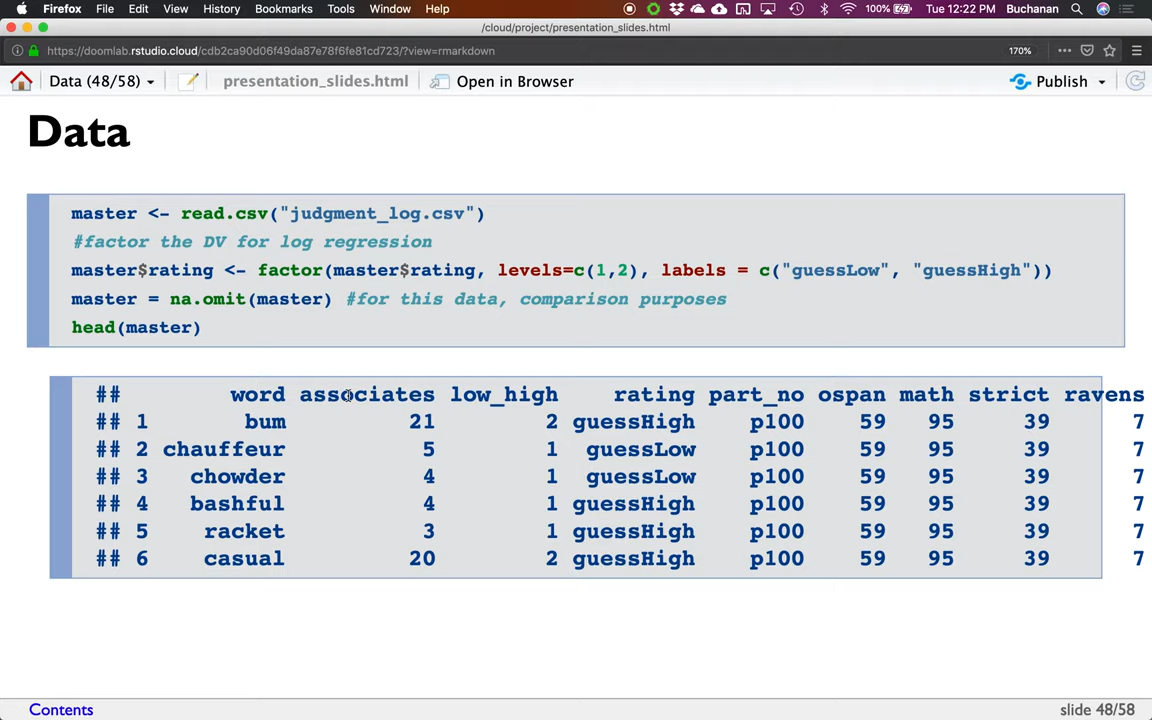 Firefox File Edit View History Bookmarks Tools Window Help 100% Tue 12:22 PM Buchanan
/cloud/project/presentation_slides.html
https://doomlab.rstudio.cloud/cdb2ca90d06f49da87e78f6fe81cd723/?view=rmarkdown 170%
Data (48/58) presentation_slides.html Open in Browser Publish
Data
master <- read.csv("judgment_log.csv")
#factor the DV for log regression
master$rating <- factor(master$rating, levels=c(1,2), labels = c("guessLow", "guessHigh"))
master = na.omit(master) #for this data, comparison purposes
head(master)
## word associates low_high rating part_no ospan math strict ravens
## 1 bum 21 2 guessHigh p100 59 95 39 7
## 2 chauffeur 5 1 guessLow p100 59 95 39 7
## 3 chowder 4 1 guessLow p100 59 95 39 7
## 4 bashful 4 1 guessHigh p100 59 95 39 7
## 5 racket 3 1 guessHigh p100 59 95 39 7
## 6 casual 20 2 guessHigh p100 59 95 39 7
Contents slide 48/58